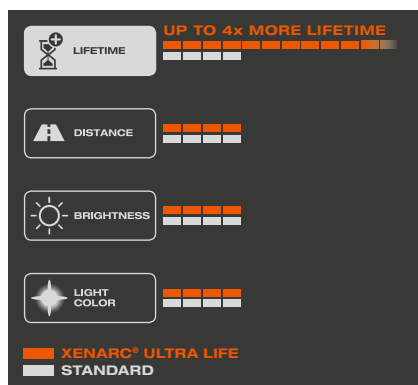 UP TO 4x MORE LIFETIME
LIFETIME
DISTANCE
BRIGHTNESS
LIGHT
COLOR
XENARC® ULTRA LIFE
STANDARD